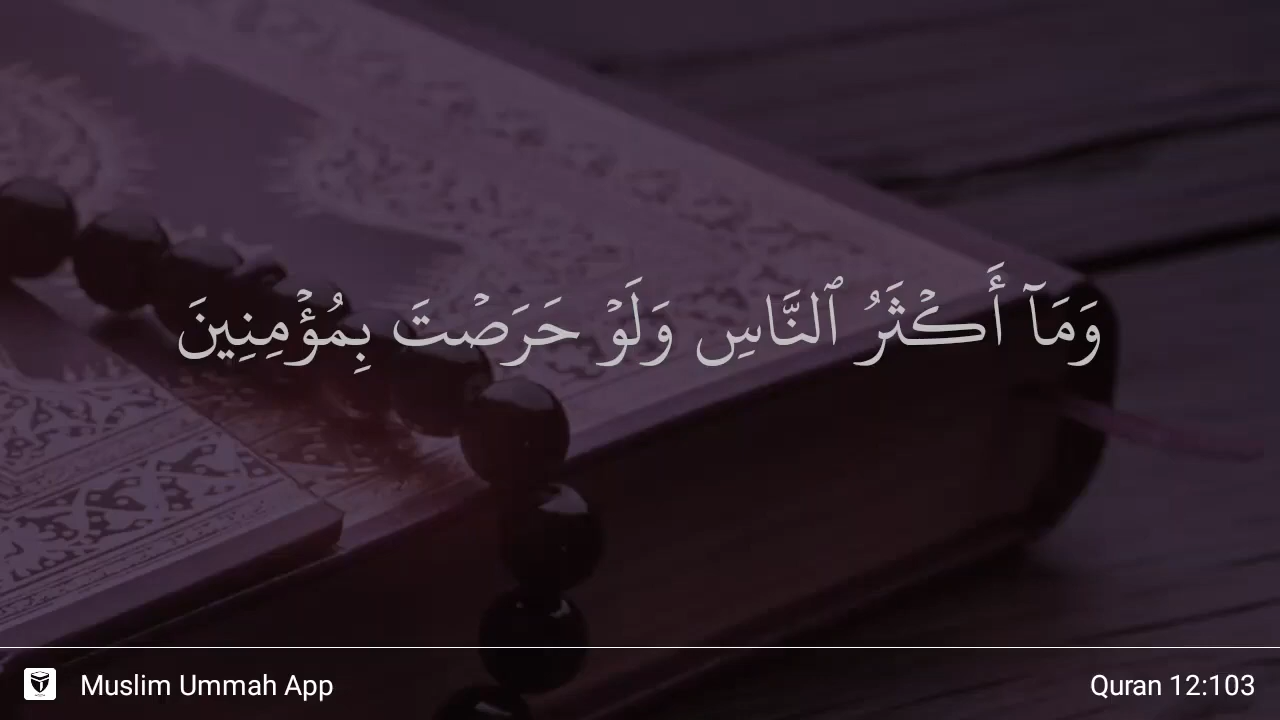 وَمَآ أَكْثَرُ ٱلنَّاسِ وَلَوْ حَرَصْتَ بِمُؤْمِنِينَ
Muslim Ummah App
Quran 12:103